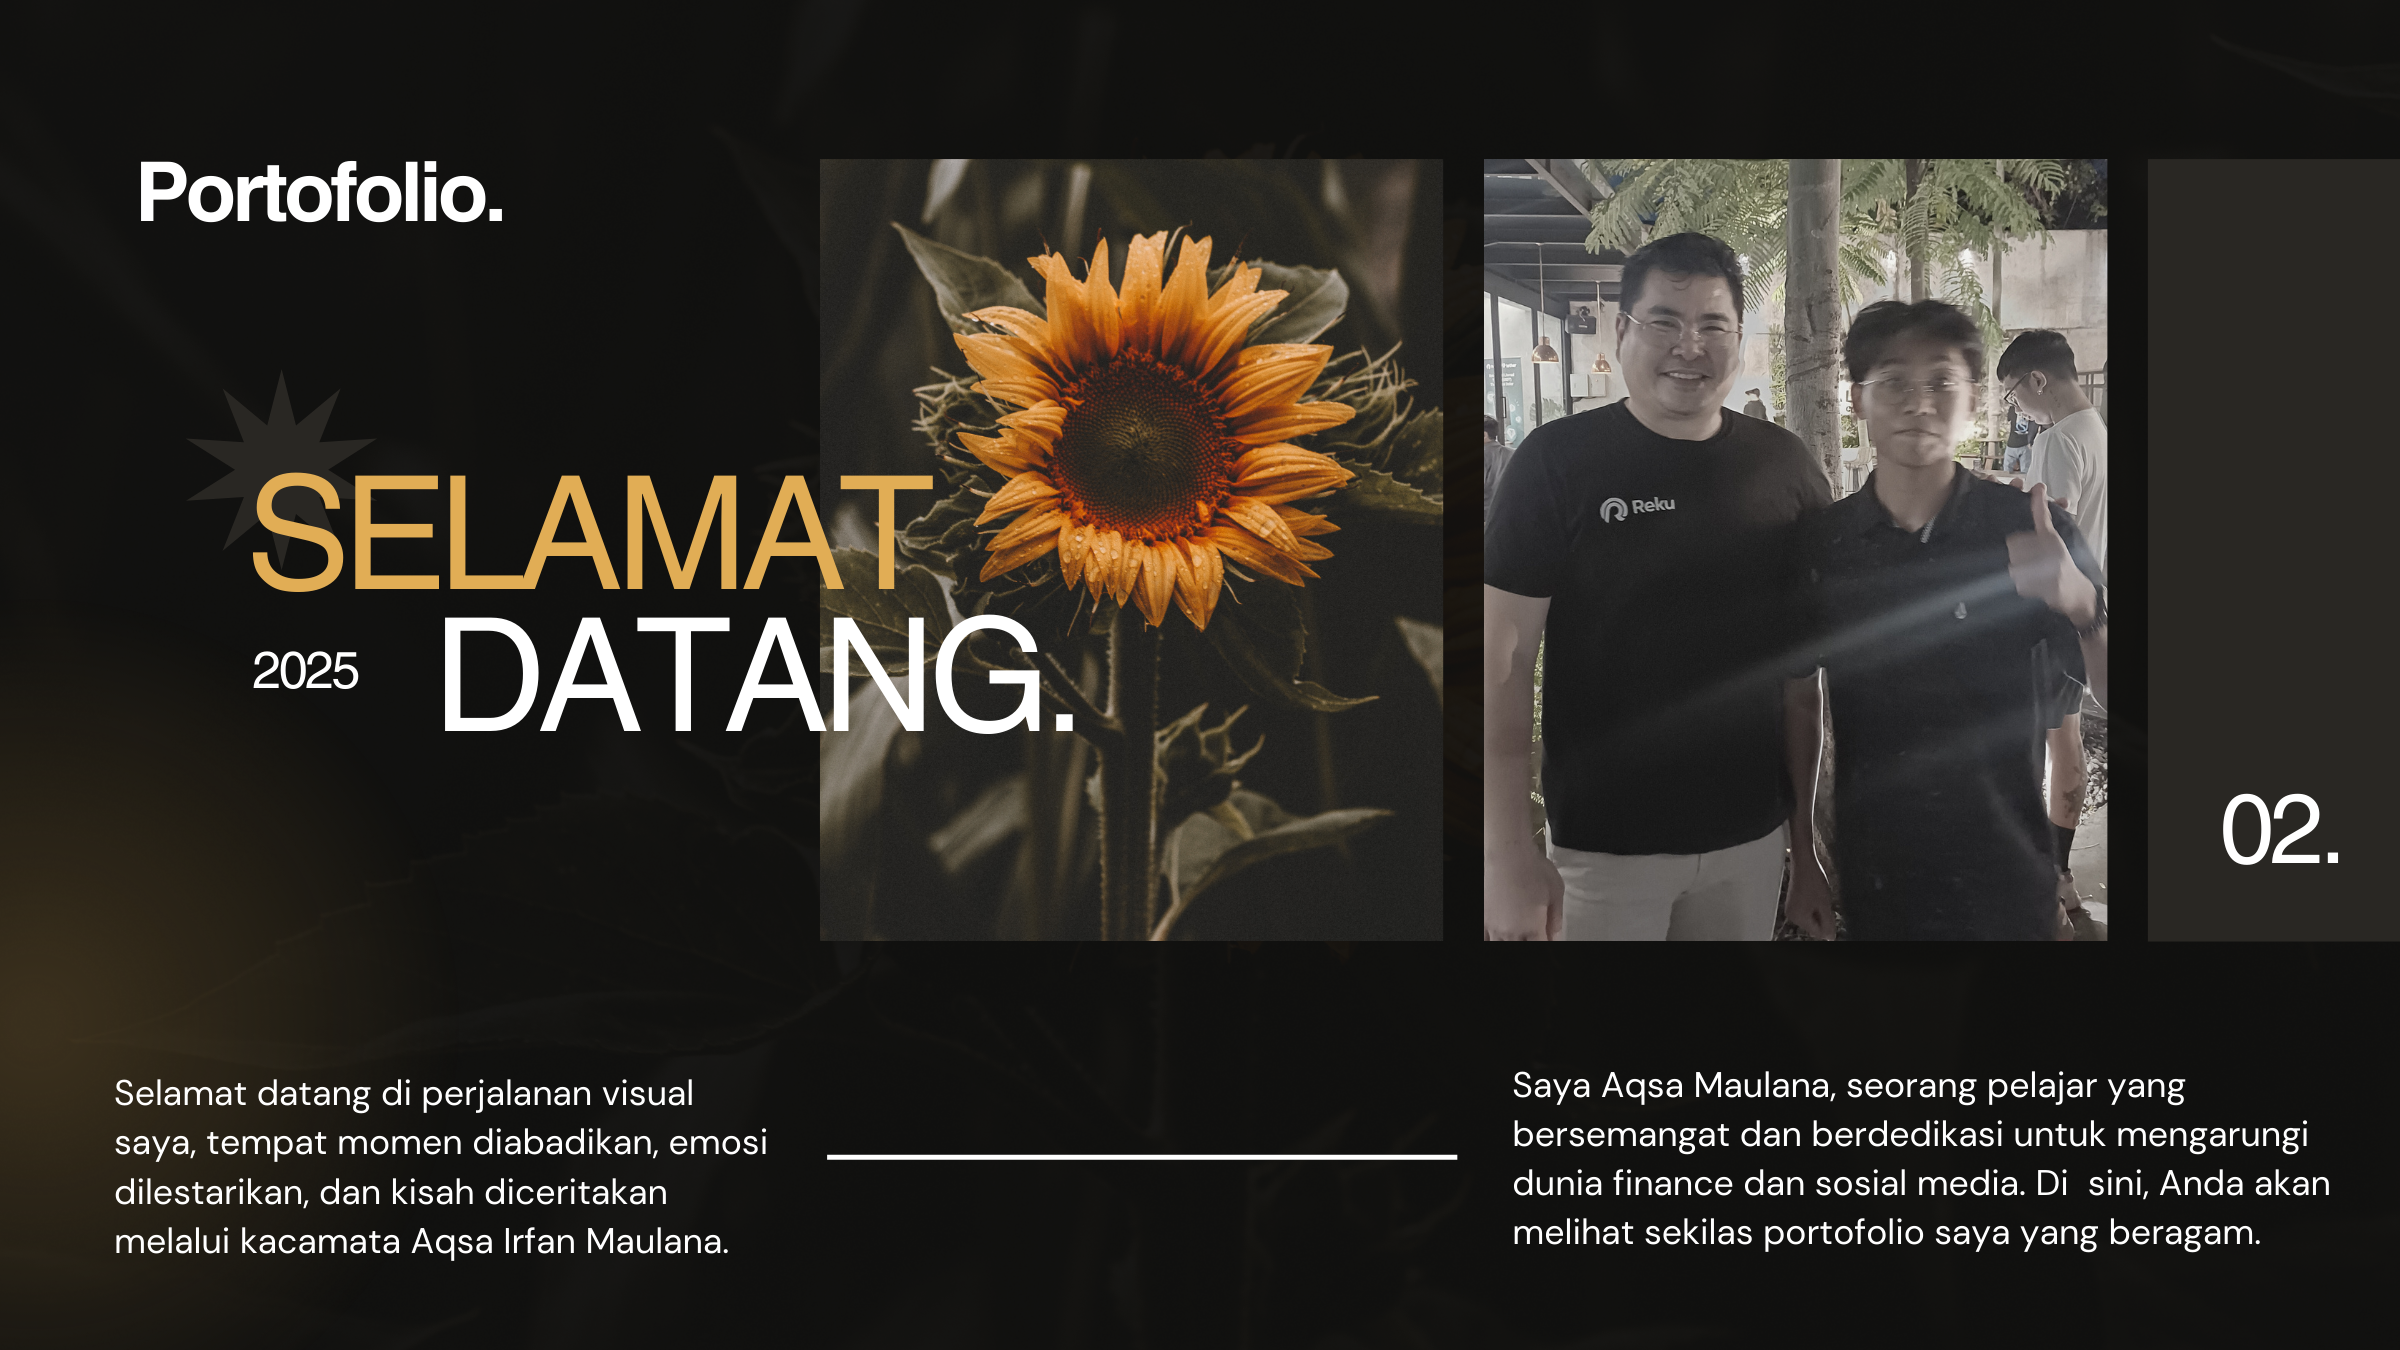 Portofolio.
SELAMAT
DATANG.
2025
Reku
02.
Selamat datang di perjalanan visual
saya, tempat momen diabadikan, emosi
dilestarikan, dan kisah diceritakan
melalui kacamata Aqsa Irfan Maulana.
Saya Aqsa Maulana, seorang pelajar yang
bersemangat dan berdedikasi untuk mengarungi
dunia finance dan sosial media. Di  sini, Anda akan
melihat sekilas portofolio saya yang beragam.